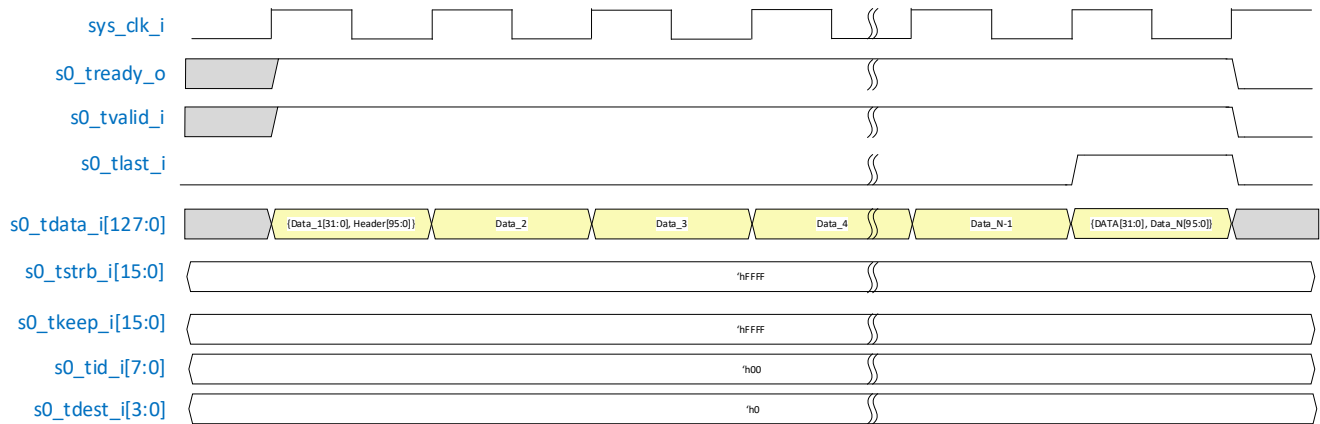 sys_clk_i
s0_tready_o
s0_tvalid_i
s0_tlast_i
s0_tdata_i[127:0] {Data_1[31:0], Header[95:0]} Data_2 Data_3 Data_4 Data_N-1 {DATA[31:0], Data_N[95:0]}
s0_tstrb_i[15:0] ‘hFFFF
s0_tkeep_i[15:0] ‘hFFFF
s0_tid_i[7:0] ‘h00
s0_tdest_i[3:0] ‘h0